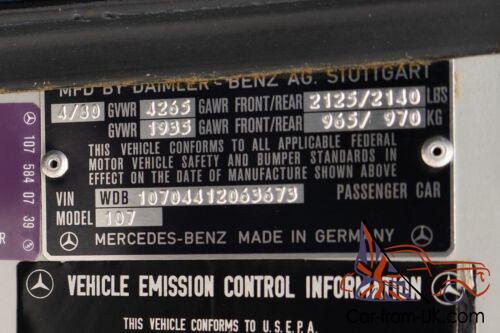 MFD BY DAIMLER - BENZ AG. STUTTGART
4/80 GVWR 4265 GAWR FRONT/REAR 2125/2140 LBS
GVWR 1935 GAWR FRONT/REAR 965/ 970 KG
THIS VEHICLE CONFORMS TO ALL APPLICABLE FEDERAL
MOTOR VEHICLE SAFETY AND BUMPER STANDARDS IN
EFFECT ON THE DATE OF MANUFACTURE SHOWN ABOVE
VIN WDB 10704412063673 PASSENGER CAR
MODEL 107
MERCEDES-BENZ MADE IN GERMANY
107 584 07 39
R
VEHICLE EMISSION CONTROL INFORMATION
THIS VEHICLE CONFORMS TO U.S.E.P.A.
Car-from-UK.com